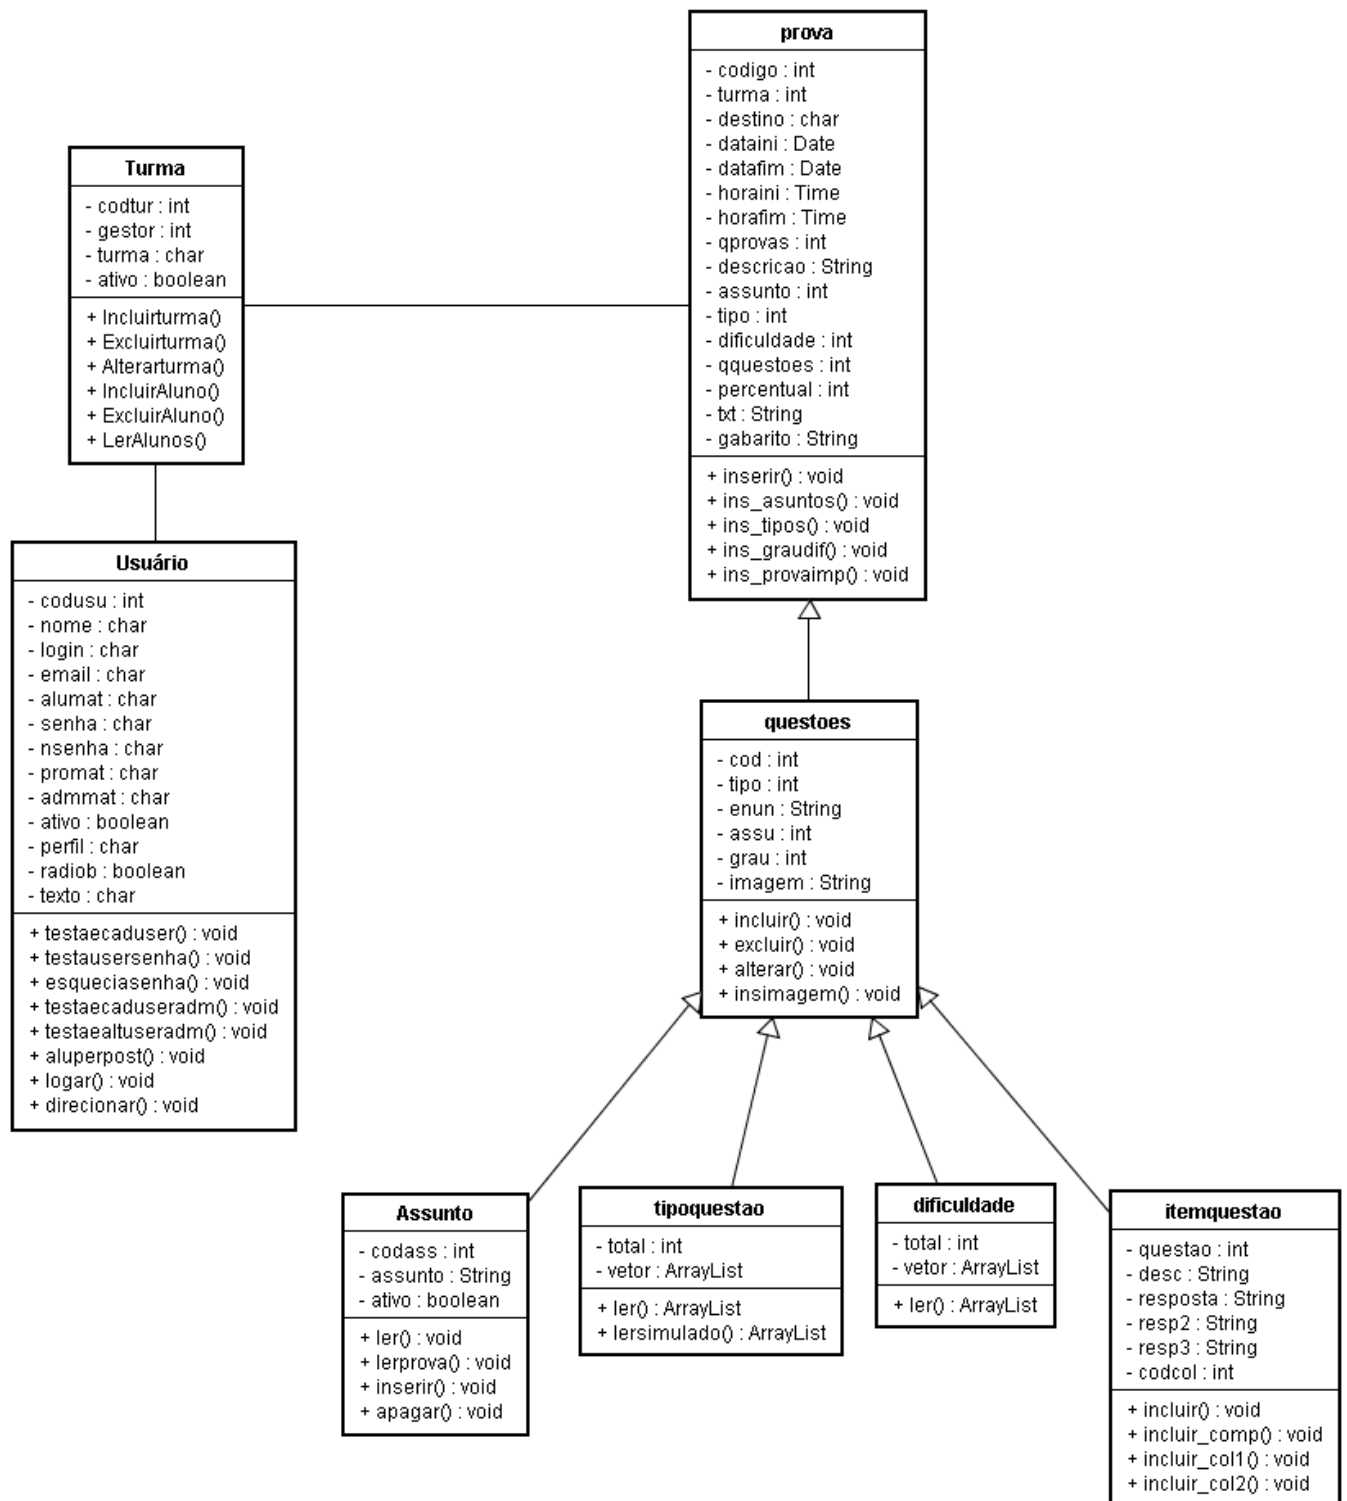 prova
- codigo : int
- turma : int
- destino : char
- dataini : Date
- datafim : Date
- horaini : Time
- horafim : Time
- qprovas : int
- descricao : String
- assunto : int
- tipo : int
- dificuldade : int
- qquestoes : int
- percentual : int
- txt : String
- gabarito : String
+ inserir() : void
+ ins_asuntos() : void
+ ins_tipos() : void
+ ins_graudif() : void
+ ins_provaimp() : void
Turma
- codtur : int
- gestor : int
- turma : char
- ativo : boolean
+ Incluirturma()
+ Excluirturma()
+ Alterarturma()
+ IncluirAluno()
+ ExcluirAluno()
+ LerAlunos()
Usuário
- codusu : int
- nome : char
- login : char
- email : char
- alumat : char
- senha : char
- nsenha : char
- promat : char
- admmat : char
- ativo : boolean
- perfil : char
- radiob : boolean
- texto : char
+ testaecaduser() : void
+ testausersenha() : void
+ esqueciasenha() : void
+ testaecaduseradm() : void
+ testaealtuseradm() : void
+ aluperpost() : void
+ logar() : void
+ direcionar() : void
questoes
- cod : int
- tipo : int
- enun : String
- assu : int
- grau : int
- imagem : String
+ incluir() : void
+ excluir() : void
+ alterar() : void
+ insimagem() : void
Assunto
- codass : int
- assunto : String
- ativo : boolean
+ ler() : void
+ lerprova() : void
+ inserir() : void
+ apagar() : void
tipoquestao
- total : int
- vetor : ArrayList
+ ler() : ArrayList
+ lersimulado() : ArrayList
dificuldade
- total : int
- vetor : ArrayList
+ ler() : ArrayList
itemquestao
- questao : int
- desc : String
- resposta : String
- resp2 : String
- resp3 : String
- codcol : int
+ incluir() : void
+ incluir_comp() : void
+ incluir_col1() : void
+ incluir_col2() : void